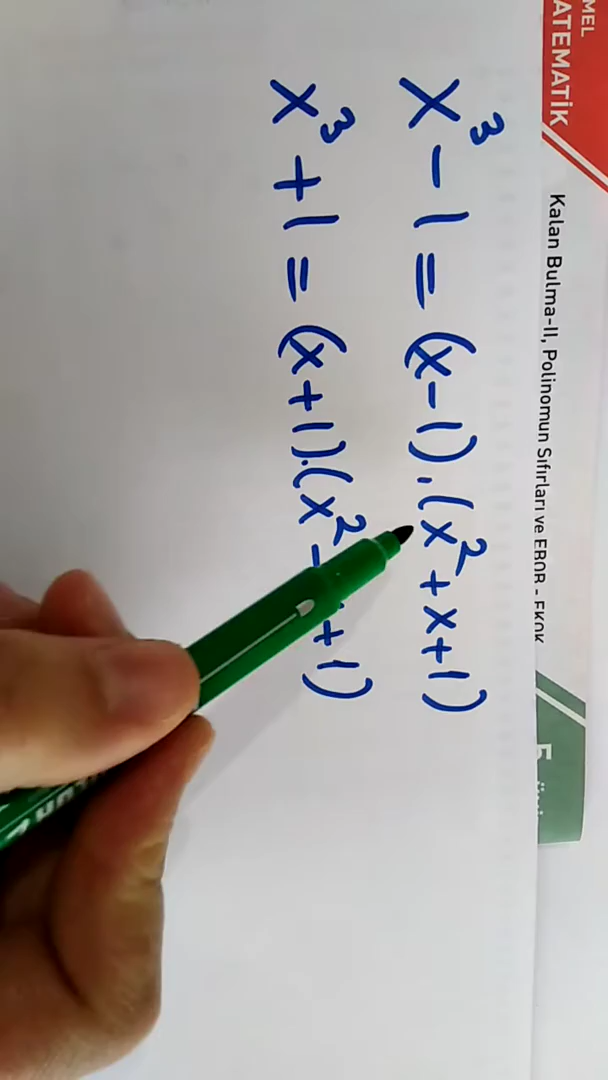 MEL
ATEMATİK
Kalan Bulma-II, Polinomun Sıfırları ve EBOB - EKOK
x³ - 1 = (x-1).(x²+x+1)
x³ + 1 = (x+1).(x²- +1)